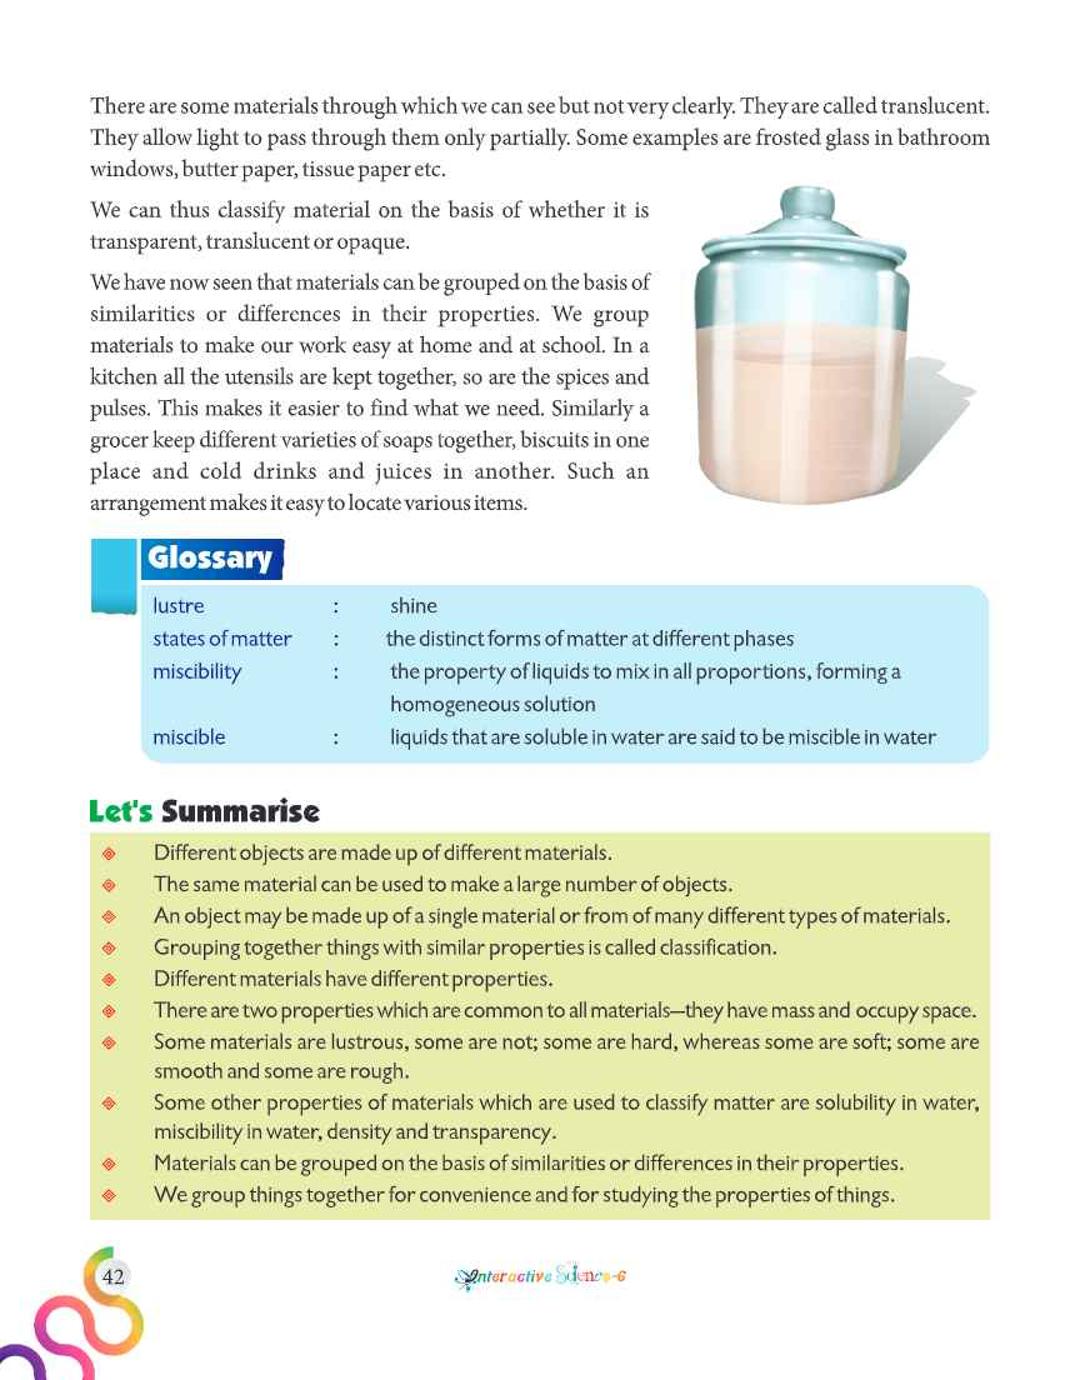 There are some materials through which we can see but not very clearly. They are called translucent.
They allow light to pass through them only partially. Some examples are frosted glass in bathroom
windows, butter paper, tissue paper etc.
We can thus classify material on the basis of whether it is
transparent, translucent or opaque.
We have now seen that materials can be grouped on the basis of
similarities or differences in their properties. We group
materials to make our work easy at home and at school. In a
kitchen all the utensils are kept together, so are the spices and
pulses. This makes it easier to find what we need. Similarly a
grocer keep different varieties of soaps together, biscuits in one
place and cold drinks and juices in another. Such an
arrangement makes it easy to locate various items.
Glossary
lustre : shine
states of matter : the distinct forms of matter at different phases
miscibility : the property of liquids to mix in all proportions, forming a
homogeneous solution
miscible : liquids that are soluble in water are said to be miscible in water
Let's Summarise
Different objects are made up of different materials.
The same material can be used to make a large number of objects.
An object may be made up of a single material or from of many different types of materials.
Grouping together things with similar properties is called classification.
Different materials have different properties.
There are two properties which are common to all materials—they have mass and occupy space.
Some materials are lustrous, some are not; some are hard, whereas some are soft; some are
smooth and some are rough.
Some other properties of materials which are used to classify matter are solubility in water,
miscibility in water, density and transparency.
Materials can be grouped on the basis of similarities or differences in their properties.
We group things together for convenience and for studying the properties of things.
42
Interactive Science-6